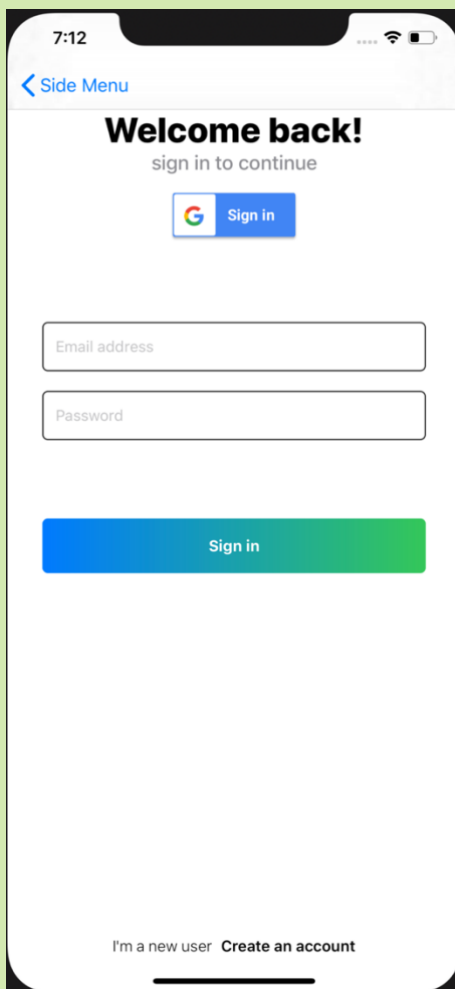 7:12
Side Menu
Welcome back!
sign in to continue
G Sign in
Email address
Password
Sign in
I'm a new user Create an account